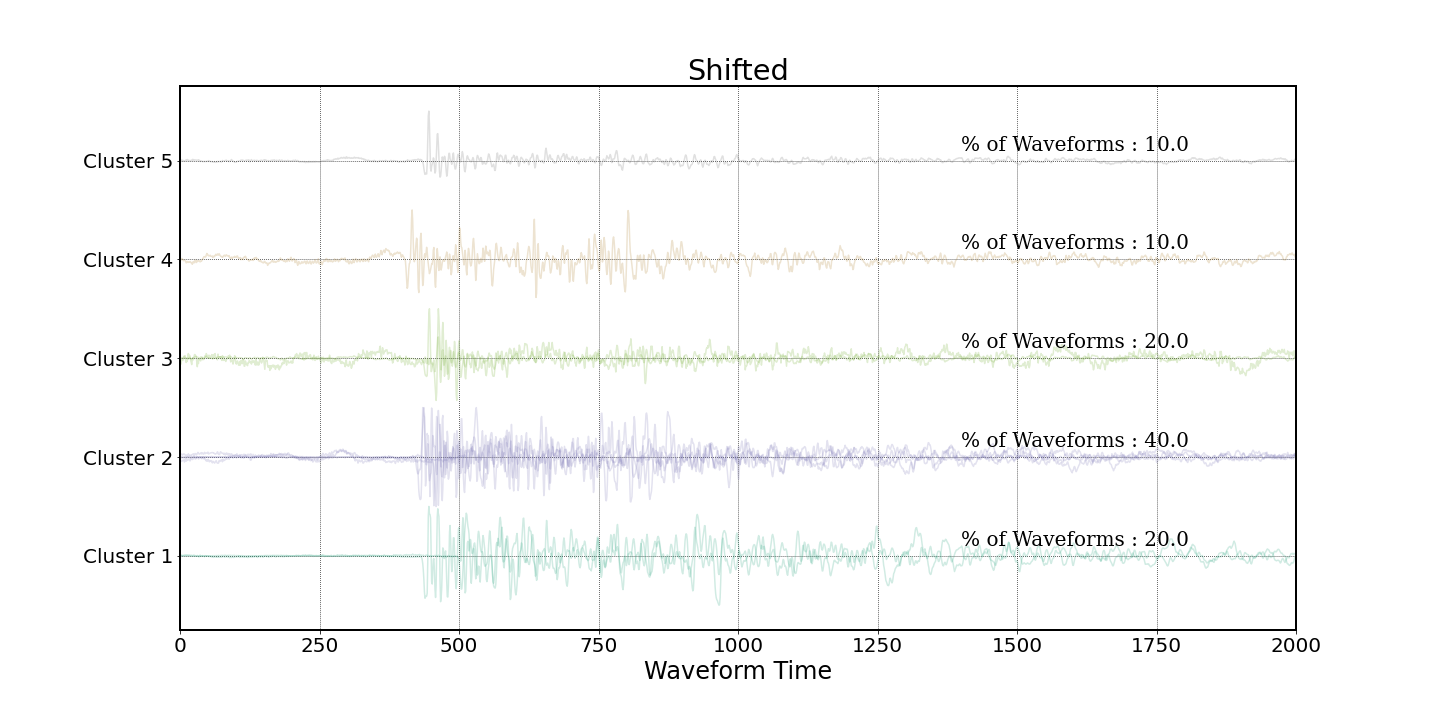 Shifted
Cluster 5
% of Waveforms : 10.0
Cluster 4
% of Waveforms : 10.0
Cluster 3
% of Waveforms : 20.0
Cluster 2
% of Waveforms : 40.0
Cluster 1
% of Waveforms : 20.0
0 250 500 750 1000 1250 1500 1750 2000
Waveform Time